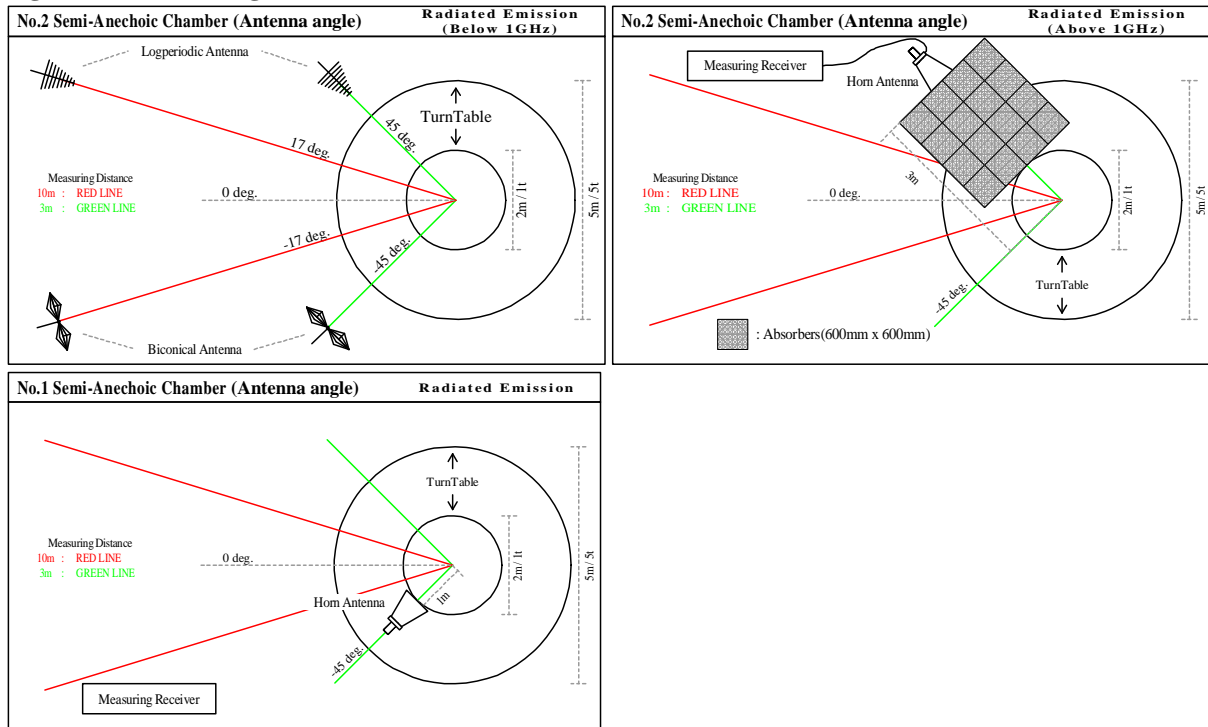 No.2 Semi-Anechoic Chamber (Antenna angle)
Radiated Emission
(Below 1GHz)
Logperiodic Antenna
TurnTable
45 deg.
17 deg.
Measuring Distance
10m : RED LINE
3m : GREEN LINE
0 deg.
2m / 1t
5m / 5t
-17 deg.
-45 deg.
Biconical Antenna
No.2 Semi-Anechoic Chamber (Antenna angle)
Radiated Emission
(Above 1GHz)
Measuring Receiver
Horn Antenna
3m
Measuring Distance
10m : RED LINE
3m : GREEN LINE
0 deg.
2m / 1t
5m / 5t
TurnTable
-45 deg.
: Absorbers(600mm x 600mm)
No.1 Semi-Anechoic Chamber (Antenna angle)
Radiated Emission
TurnTable
Measuring Distance
10m : RED LINE
3m : GREEN LINE
0 deg.
2m / 1t
5m / 5t
1m
Horn Antenna
-45 deg.
Measuring Receiver